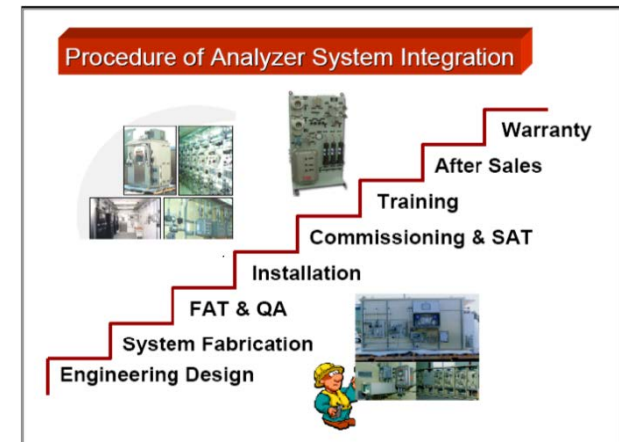 Procedure of Analyzer System Integration
Warranty
After Sales
Training
Commissioning & SAT
Installation
FAT & QA
System Fabrication
Engineering Design